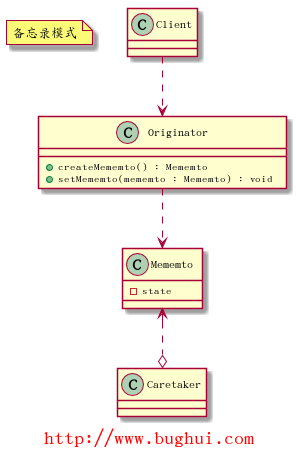 备忘录模式
Client
Originator
createMememto() : Mememto
setMememto(mememto : Mememto) : void
Mememto
state
Caretaker
http://www.bughui.com